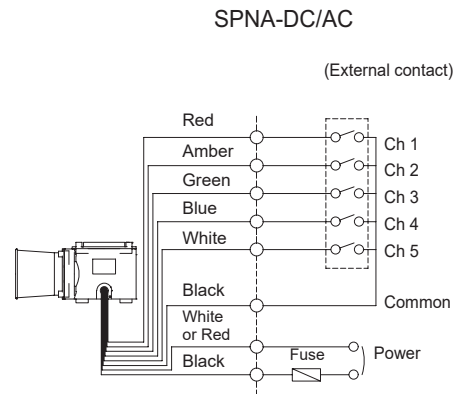 SPNA-DC/AC
(External contact)
Red
Ch 1
Amber
Ch 2
Green
Ch 3
Blue
Ch 4
White
Ch 5
Black
Common
White
or Red
Fuse
Power
Black